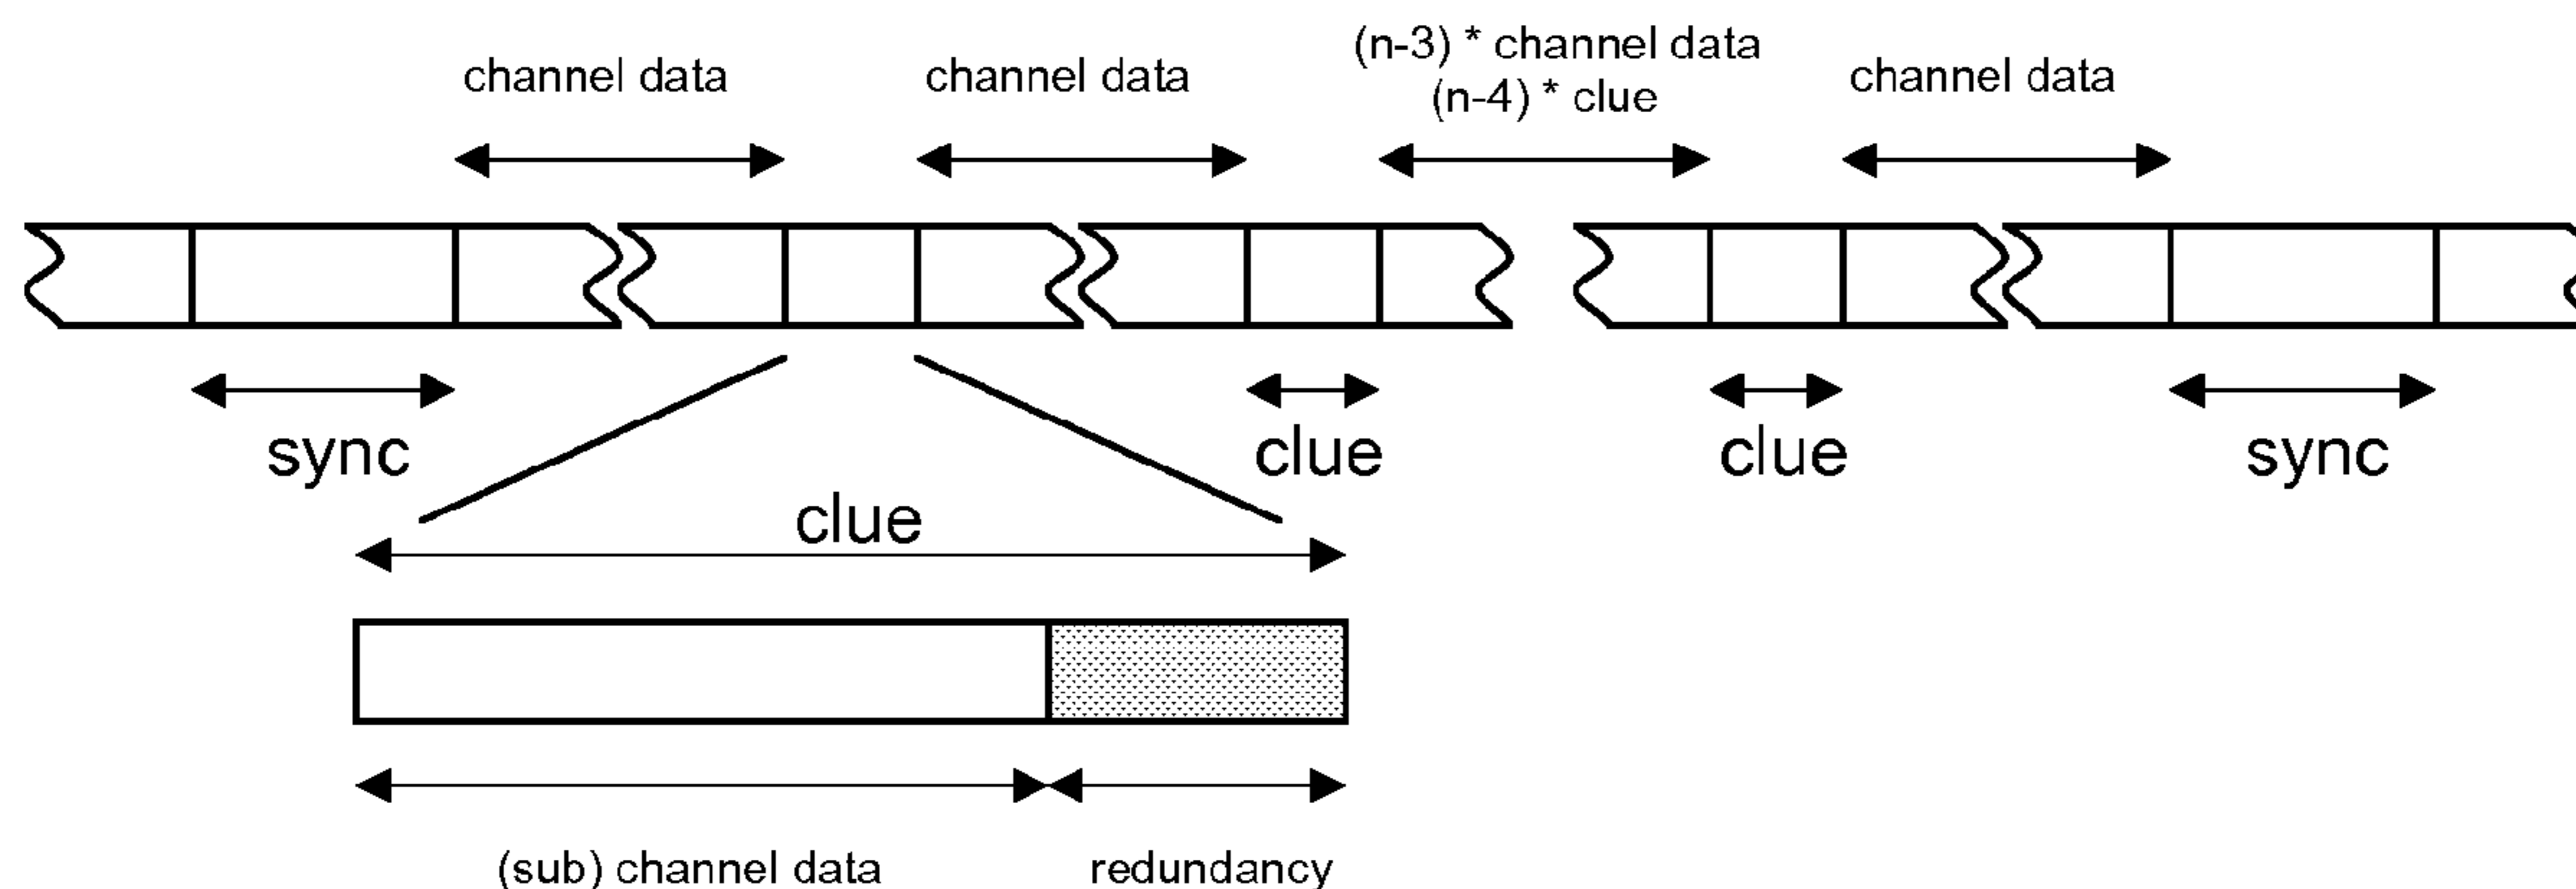 channel data
channel data
(n-3) * channel data
(n-4) * clue
channel data
sync
clue
clue
sync
clue
(sub) channel data
redundancy